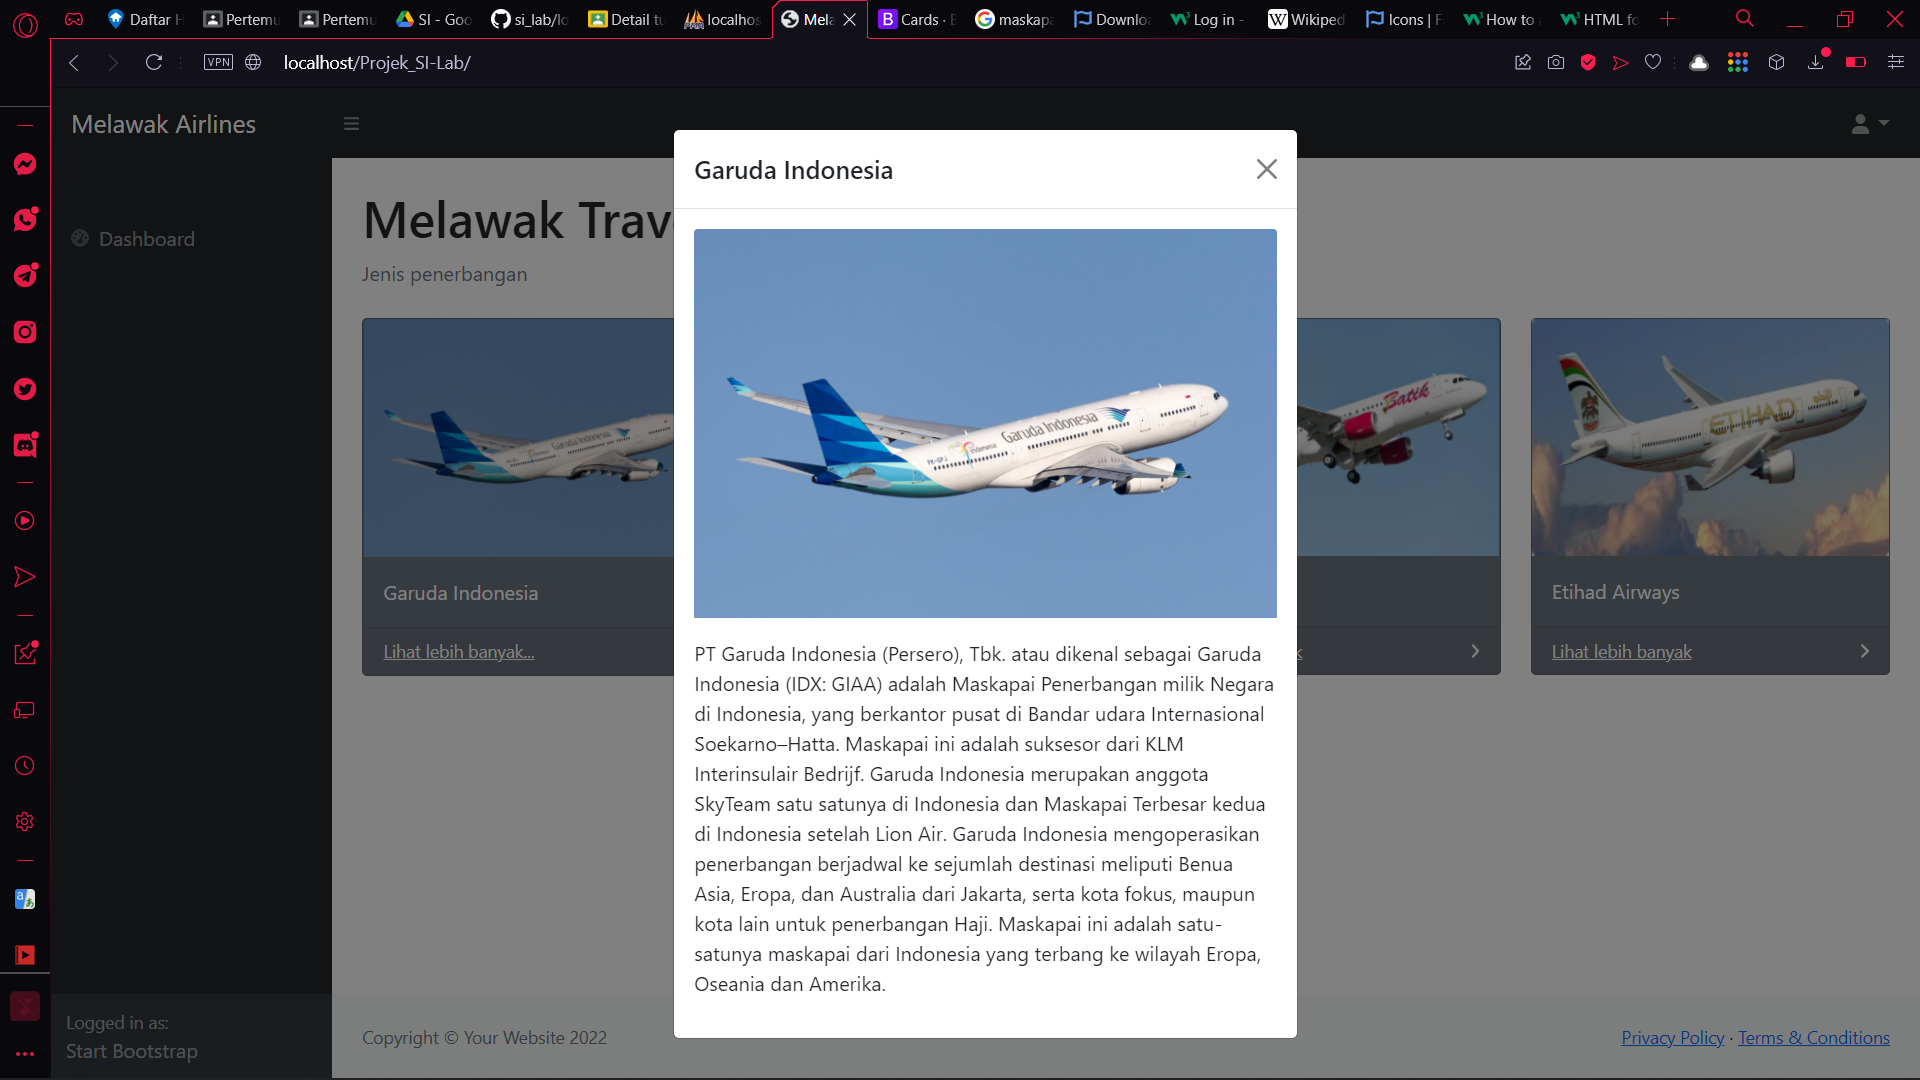 Daftar H
Pertemu
Pertemu
SI - Goo
si_lab/lo
Detail tu
localhos
Mela
Cards · B
maskapa
Downlo
Log in -
Wikiped
Icons | F
How to
HTML fo
VPN
localhost/Projek_SI-Lab/
Melawak Airlines
Dashboard
Logged in as:
Start Bootstrap
Melawak Trav
Jenis penerbangan
Garuda Indonesia
Garuda Indonesia
Lihat lebih banyak...
Batik
k
ETIHAD
Etihad Airways
Lihat lebih banyak
Garuda Indonesia
Garuda Indonesia
PT Garuda Indonesia (Persero), Tbk. atau dikenal sebagai Garuda
Indonesia (IDX: GIAA) adalah Maskapai Penerbangan milik Negara
di Indonesia, yang berkantor pusat di Bandar udara Internasional
Soekarno–Hatta. Maskapai ini adalah suksesor dari KLM
Interinsulair Bedrijf. Garuda Indonesia merupakan anggota
SkyTeam satu satunya di Indonesia dan Maskapai Terbesar kedua
di Indonesia setelah Lion Air. Garuda Indonesia mengoperasikan
penerbangan berjadwal ke sejumlah destinasi meliputi Benua
Asia, Eropa, dan Australia dari Jakarta, serta kota fokus, maupun
kota lain untuk penerbangan Haji. Maskapai ini adalah satu-
satunya maskapai dari Indonesia yang terbang ke wilayah Eropa,
Oseania dan Amerika.
Copyright © Your Website 2022
Privacy Policy · Terms & Conditions